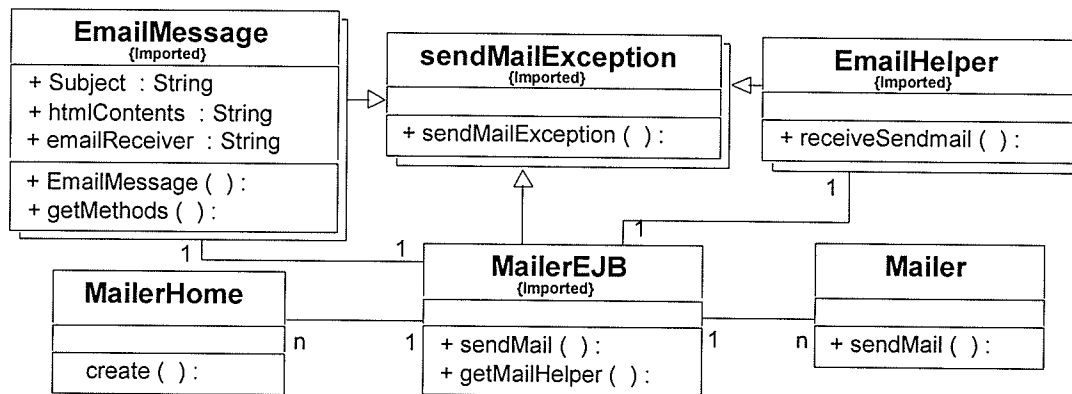 EmailMessage
{Imported}
+ Subject : String
+ htmlContents : String
+ emailReceiver : String
+ EmailMessage ( ) :
+ getMethods ( ) :
sendMailException
{Imported}
+ sendMailException ( ) :
EmailHelper
{Imported}
+ receiveSendmail ( ) :
1
1
1
1
MailerHome
create ( ) :
n
1
MailerEJB
{Imported}
+ sendMail ( ) :
+ getMailHelper ( ) :
1
n
Mailer
+ sendMail ( ) :